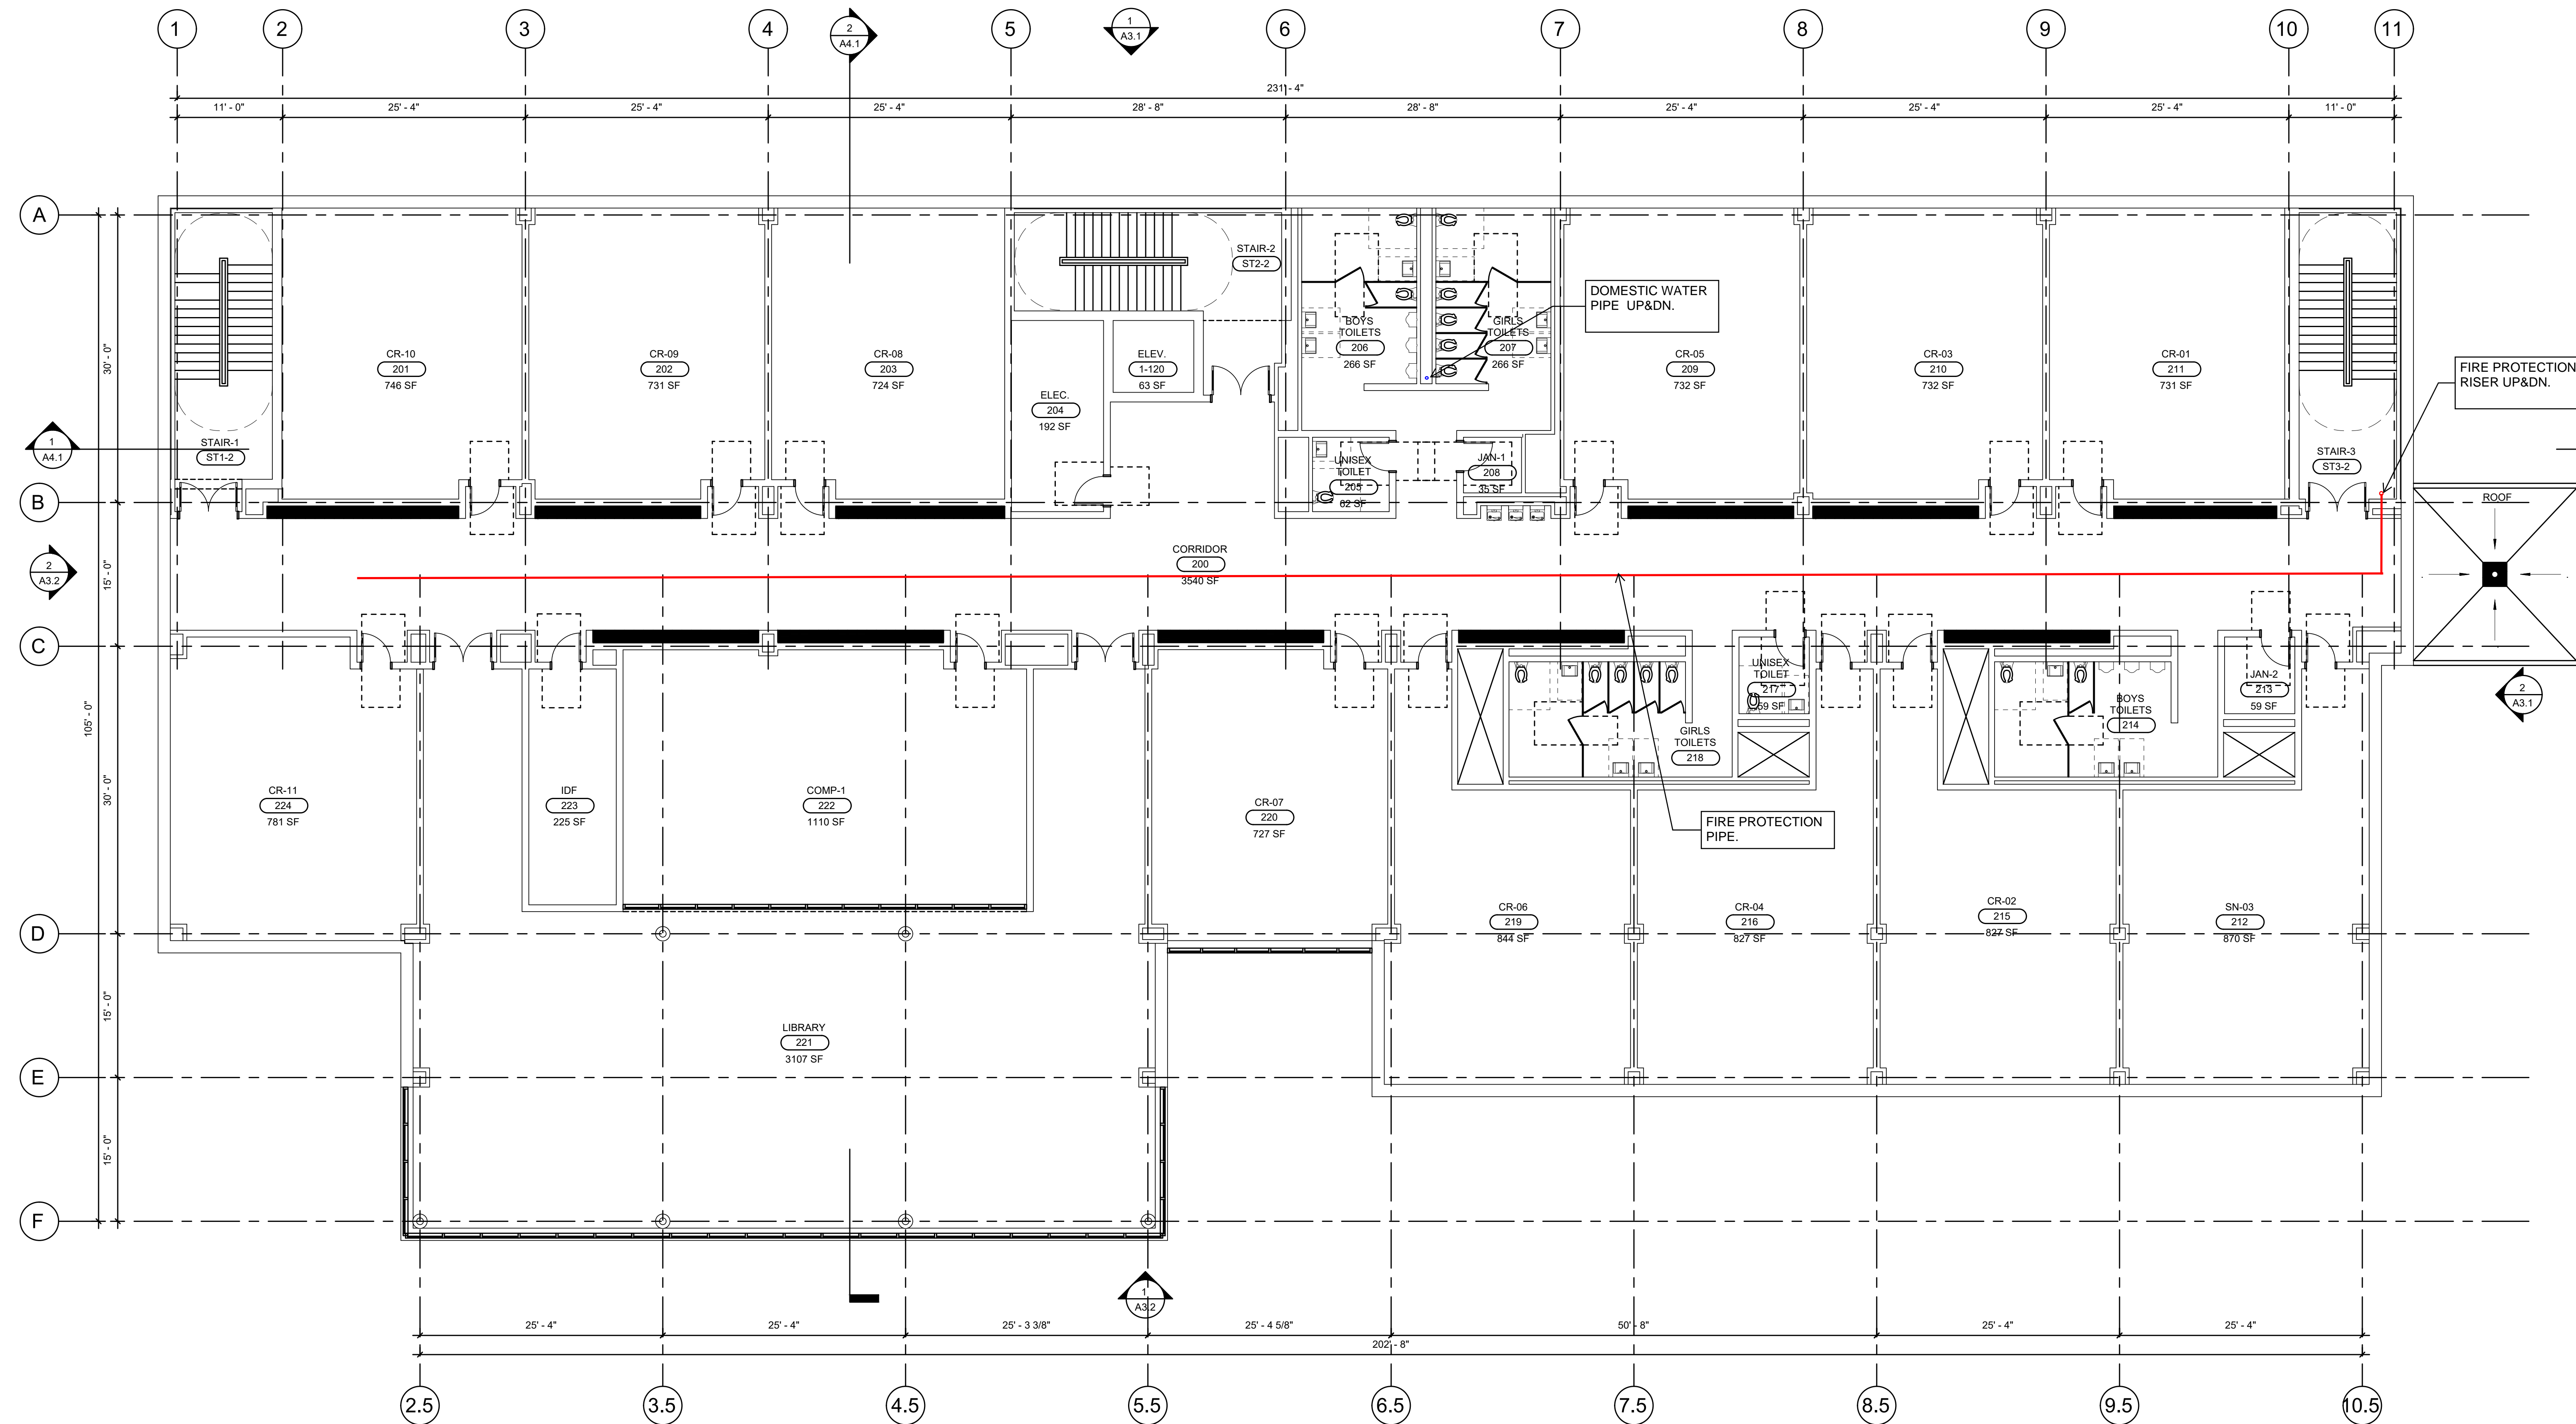 1
2
3
4
2
A4.1
5
1
A3.1
6
7
8
9
10
11
231' - 4"
11' - 0"
25' - 4"
25' - 4"
25' - 4"
28' - 8"
28' - 8"
25' - 4"
25' - 4"
25' - 4"
11' - 0"
A
B
C
D
E
F
30' - 0"
15' - 0"
105' - 0"
30' - 0"
15' - 0"
15' - 0"
1
A4.1
2
A3.2
STAIR-1
ST1-2
CR-10
201
746 SF
CR-09
202
731 SF
CR-08
203
724 SF
ELEC.
204
192 SF
ELEV.
1-120
63 SF
STAIR-2
ST2-2
BOYS
TOILETS
206
266 SF
GIRLS
TOILETS
207
266 SF
DOMESTIC WATER
PIPE UP&DN.
UNISEX
TOILET
205
62 SF
JAN-1
208
35 SF
CR-05
209
732 SF
CR-03
210
732 SF
CR-01
211
731 SF
STAIR-3
ST3-2
FIRE PROTECTION
RISER UP&DN.
ROOF
CORRIDOR
200
3540 SF
2
A3.1
CR-11
224
781 SF
IDF
223
225 SF
COMP-1
222
1110 SF
CR-07
220
727 SF
GIRLS
TOILETS
218
UNISEX
TOILET
217
59 SF
BOYS
TOILETS
214
JAN-2
213
59 SF
FIRE PROTECTION
PIPE.
CR-06
219
844 SF
CR-04
216
827 SF
CR-02
215
827 SF
SN-03
212
870 SF
LIBRARY
221
3107 SF
1
A3.2
25' - 4"
25' - 4"
25' - 3 3/8"
25' - 4 5/8"
50' - 8"
25' - 4"
25' - 4"
202' - 8"
2.5
3.5
4.5
5.5
6.5
7.5
8.5
9.5
10.5